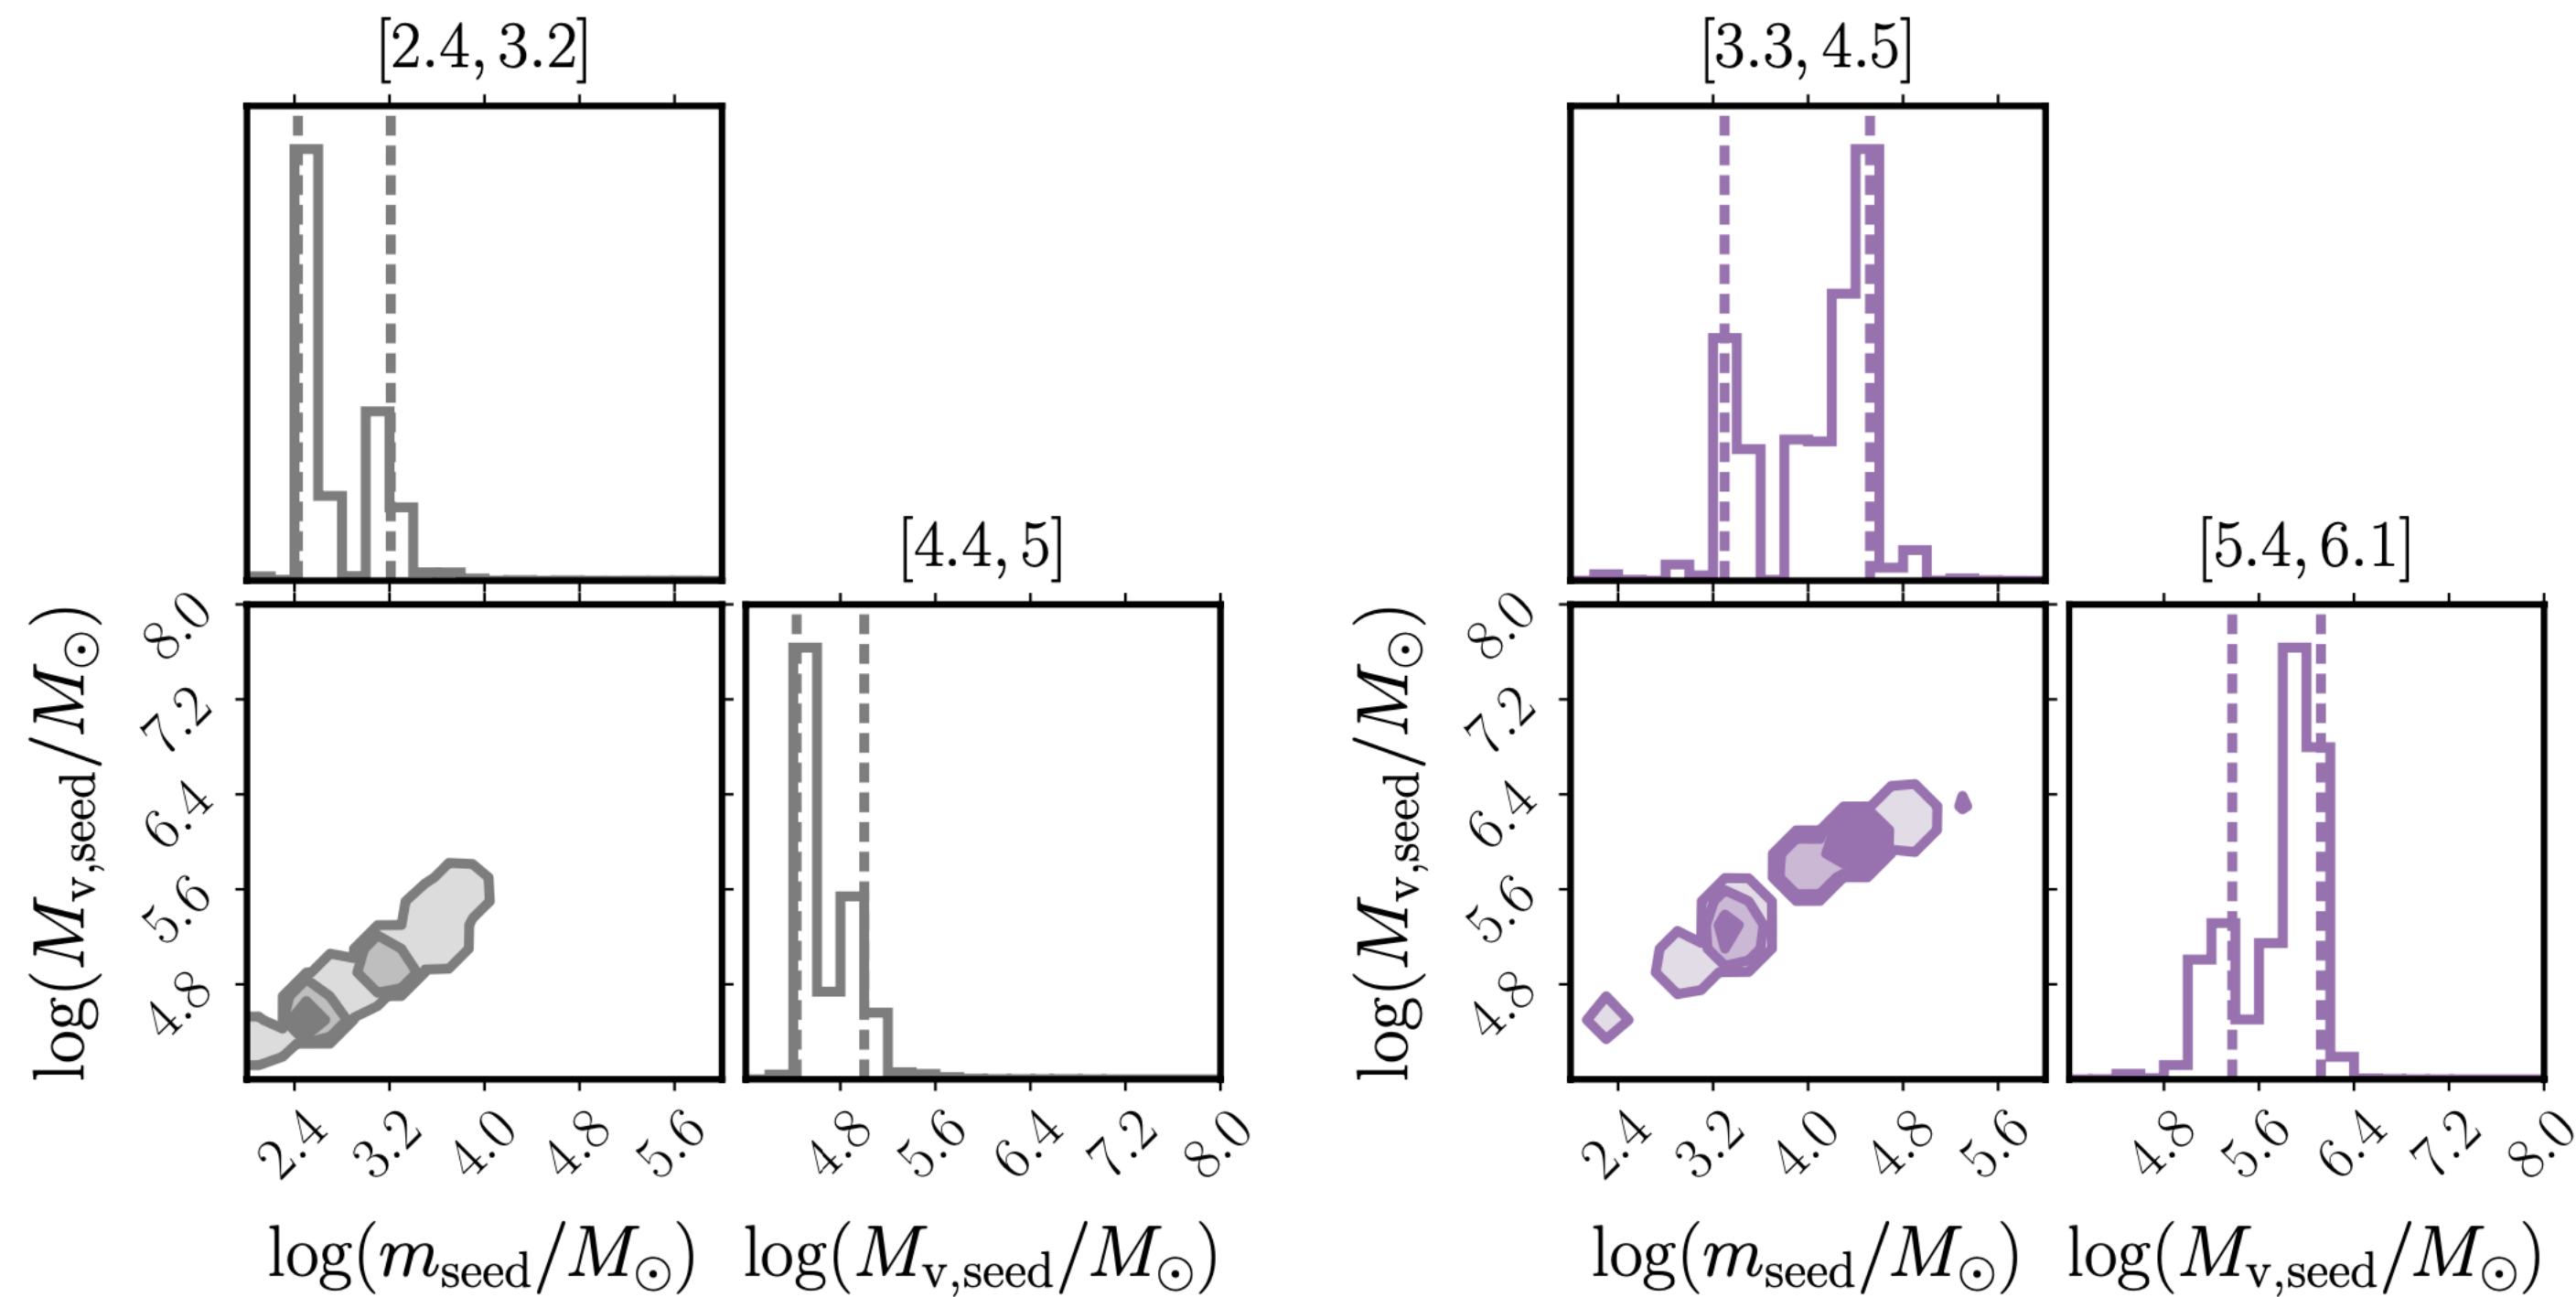 [2.4, 3.2]
[4.4, 5]
log(M_v,seed/M_⊙)
8.0
7.2
6.4
5.6
4.8
2.4 3.2 4.0 4.8 5.6
4.8 5.6 6.4 7.2 8.0
log(m_seed/M_⊙) log(M_v,seed/M_⊙)
[3.3, 4.5]
[5.4, 6.1]
log(M_v,seed/M_⊙)
8.0
7.2
6.4
5.6
4.8
2.4 3.2 4.0 4.8 5.6
4.8 5.6 6.4 7.2 8.0
log(m_seed/M_⊙) log(M_v,seed/M_⊙)